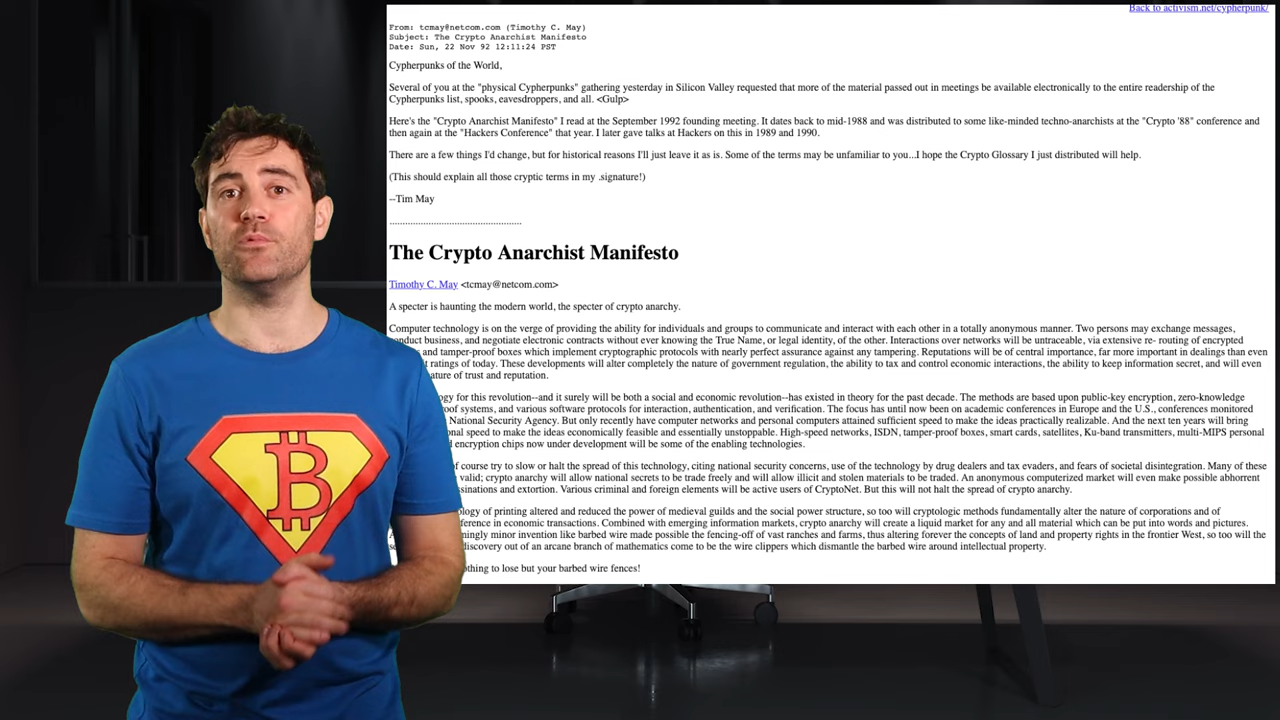 Back to activism.net/cypherpunk/
From: tcmay@netcom.com (Timothy C. May)
Subject: The Crypto Anarchist Manifesto
Date: Sun, 22 Nov 92 12:11:24 PST
Cypherpunks of the World,
Several of you at the "physical Cypherpunks" gathering yesterday in Silicon Valley requested that more of the material passed out in meetings be available electronically to the entire readership of the
Cypherpunks list, spooks, eavesdroppers, and all. <Gulp>
Here's the "Crypto Anarchist Manifesto" I read at the September 1992 founding meeting. It dates back to mid-1988 and was distributed to some like-minded techno-anarchists at the "Crypto '88" conference and
then again at the "Hackers Conference" that year. I later gave talks at Hackers on this in 1989 and 1990.
There are a few things I'd change, but for historical reasons I'll just leave it as is. Some of the terms may be unfamiliar to you...I hope the Crypto Glossary I just distributed will help.
(This should explain all those cryptic terms in my .signature!)
--Tim May
...................................................
The Crypto Anarchist Manifesto
Timothy C. May <tcmay@netcom.com>
A specter is haunting the modern world, the specter of crypto anarchy.
Computer technology is on the verge of providing the ability for individuals and groups to communicate and interact with each other in a totally anonymous manner. Two persons may exchange messages,
conduct business, and negotiate electronic contracts without ever knowing the True Name, or legal identity, of the other. Interactions over networks will be untraceable, via extensive re- routing of encrypted
and tamper-proof boxes which implement cryptographic protocols with nearly perfect assurance against any tampering. Reputations will be of central importance, far more important in dealings than even
ratings of today. These developments will alter completely the nature of government regulation, the ability to tax and control economic interactions, the ability to keep information secret, and will even
nature of trust and reputation.
for this revolution--and it surely will be both a social and economic revolution--has existed in theory for the past decade. The methods are based upon public-key encryption, zero-knowledge
systems, and various software protocols for interaction, authentication, and verification. The focus has until now been on academic conferences in Europe and the U.S., conferences monitored
National Security Agency. But only recently have computer networks and personal computers attained sufficient speed to make the ideas practically realizable. And the next ten years will bring
speed to make the ideas economically feasible and essentially unstoppable. High-speed networks, ISDN, tamper-proof boxes, smart cards, satellites, Ku-band transmitters, multi-MIPS personal
encryption chips now under development will be some of the enabling technologies.
of course try to slow or halt the spread of this technology, citing national security concerns, use of the technology by drug dealers and tax evaders, and fears of societal disintegration. Many of these
valid; crypto anarchy will allow national secrets to be trade freely and will allow illicit and stolen materials to be traded. An anonymous computerized market will even make possible abhorrent
and extortion. Various criminal and foreign elements will be active users of CryptoNet. But this will not halt the spread of crypto anarchy.
of printing altered and reduced the power of medieval guilds and the social power structure, so too will cryptologic methods fundamentally alter the nature of corporations and of
in economic transactions. Combined with emerging information markets, crypto anarchy will create a liquid market for any and all material which can be put into words and pictures.
minor invention like barbed wire made possible the fencing-off of vast ranches and farms, thus altering forever the concepts of land and property rights in the frontier West, so too will the
discovery out of an arcane branch of mathematics come to be the wire clippers which dismantle the barbed wire around intellectual property.
to lose but your barbed wire fences!
B